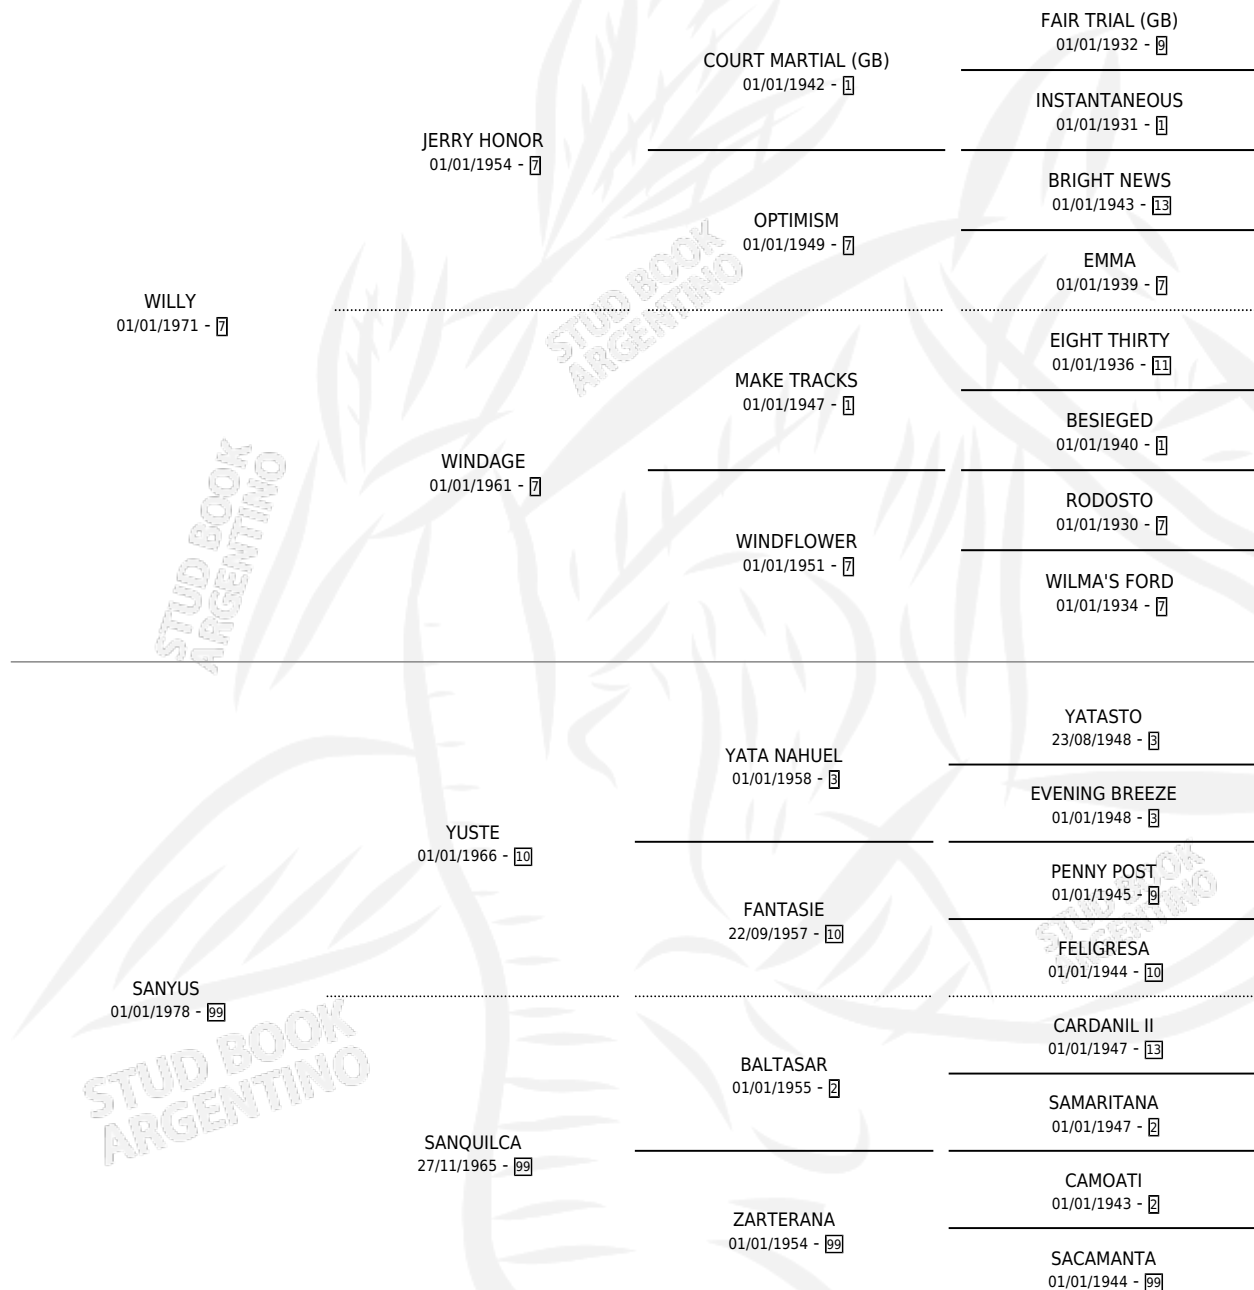 FAIR TRIAL (GB)
01/01/1932 - 9
COURT MARTIAL (GB)
01/01/1942 - 1
INSTANTANEOUS
01/01/1931 - 1
JERRY HONOR
01/01/1954 - 7
BRIGHT NEWS
01/01/1943 - 13
OPTIMISM
01/01/1949 - 7
EMMA
01/01/1939 - 7
WILLY
01/01/1971 - 7
EIGHT THIRTY
01/01/1936 - 11
MAKE TRACKS
01/01/1947 - 1
BESIEGED
01/01/1940 - 1
WINDAGE
01/01/1961 - 7
RODOSTO
01/01/1930 - 7
WINDFLOWER
01/01/1951 - 7
WILMA'S FORD
01/01/1934 - 7
YATASTO
23/08/1948 - 3
YATA NAHUEL
01/01/1958 - 3
EVENING BREEZE
01/01/1948 - 3
YUSTE
01/01/1966 - 10
PENNY POST
01/01/1945 - 9
FANTASIE
22/09/1957 - 10
FELIGRESA
01/01/1944 - 10
SANYUS
01/01/1978 - 99
CARDANIL II
01/01/1947 - 13
BALTASAR
01/01/1955 - 2
SAMARITANA
01/01/1947 - 2
SANQUILCA
27/11/1965 - 99
CAMOATI
01/01/1943 - 2
ZARTERANA
01/01/1954 - 99
SACAMANTA
01/01/1944 - 99
STUD BOOK
ARGENTINO
STUD BOOK
ARGENTINO
STUD BOOK
ARGENTINO
STUD BOOK
ARGENTINO